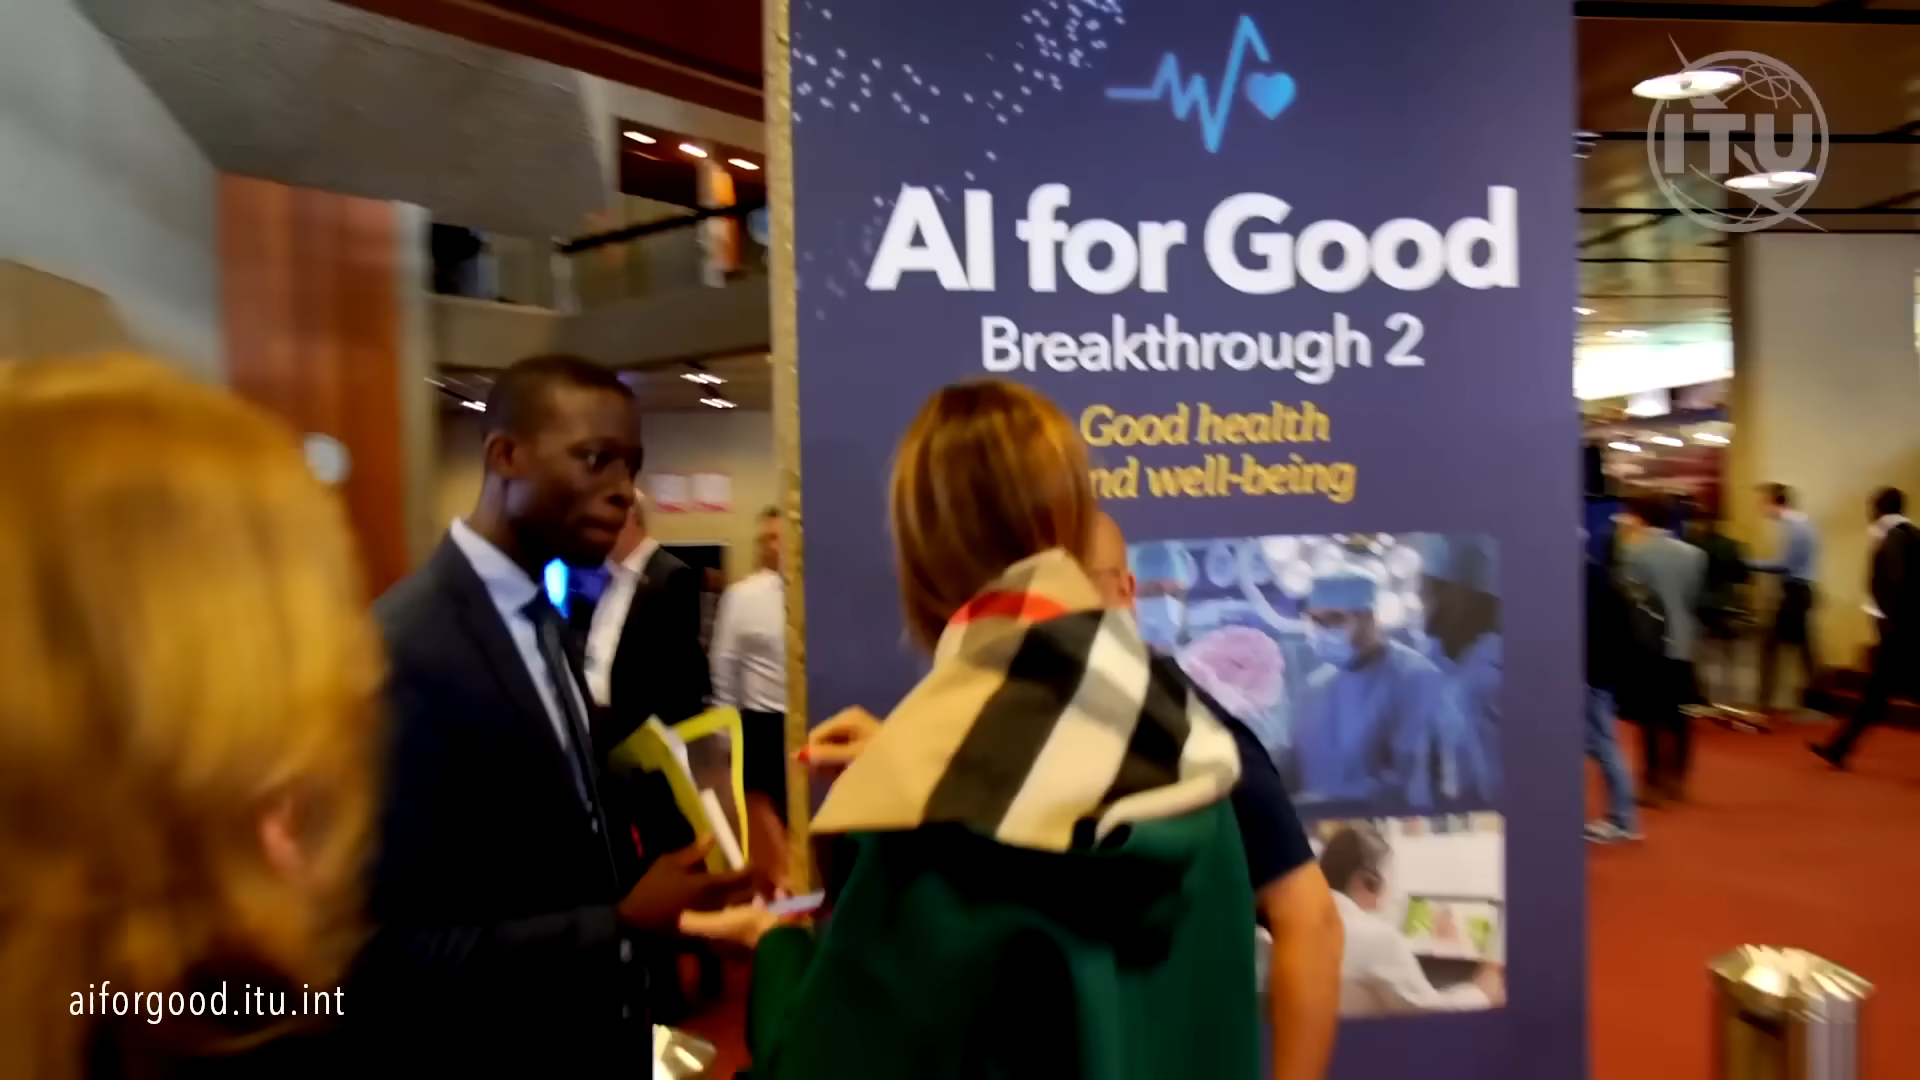 ITU
AI for Good
Breakthrough 2
Good health
nd well-being
aiforgood.itu.int